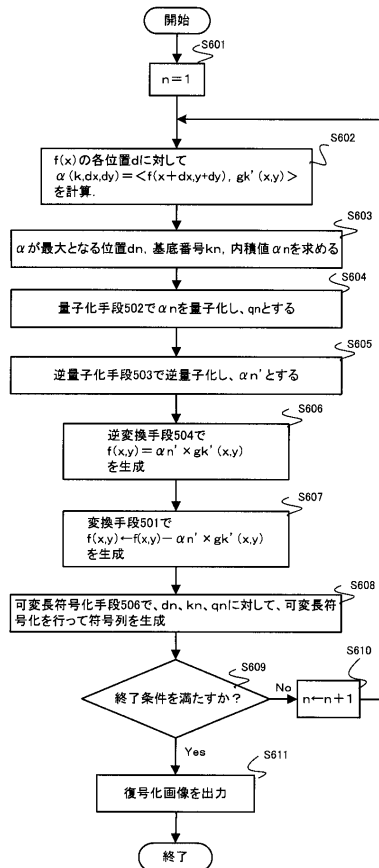 開始
S601
n=1
S602
f(x)の各位置dに対して
α(k,dx,dy)=<f(x+dx,y+dy), gk'(x,y)>
を計算.
S603
αが最大となる位置dn, 基底番号kn, 内積値αnを求める
S604
量子化手段502でαnを量子化し、qnとする
S605
逆量子化手段503で逆量子化し、αn'とする
S606
逆変換手段504で
f(x,y)=αn'×gk'(x,y)
を生成
S607
変換手段501で
f(x,y)←f(x,y)-αn'×gk'(x,y)
を生成
S608
可変長符号化手段506で、dn、kn、qnに対して、可変長符
号化を行って符号列を生成
S609
終了条件を満たすか？
No
S610
n←n+1
Yes
S611
復号化画像を出力
終了